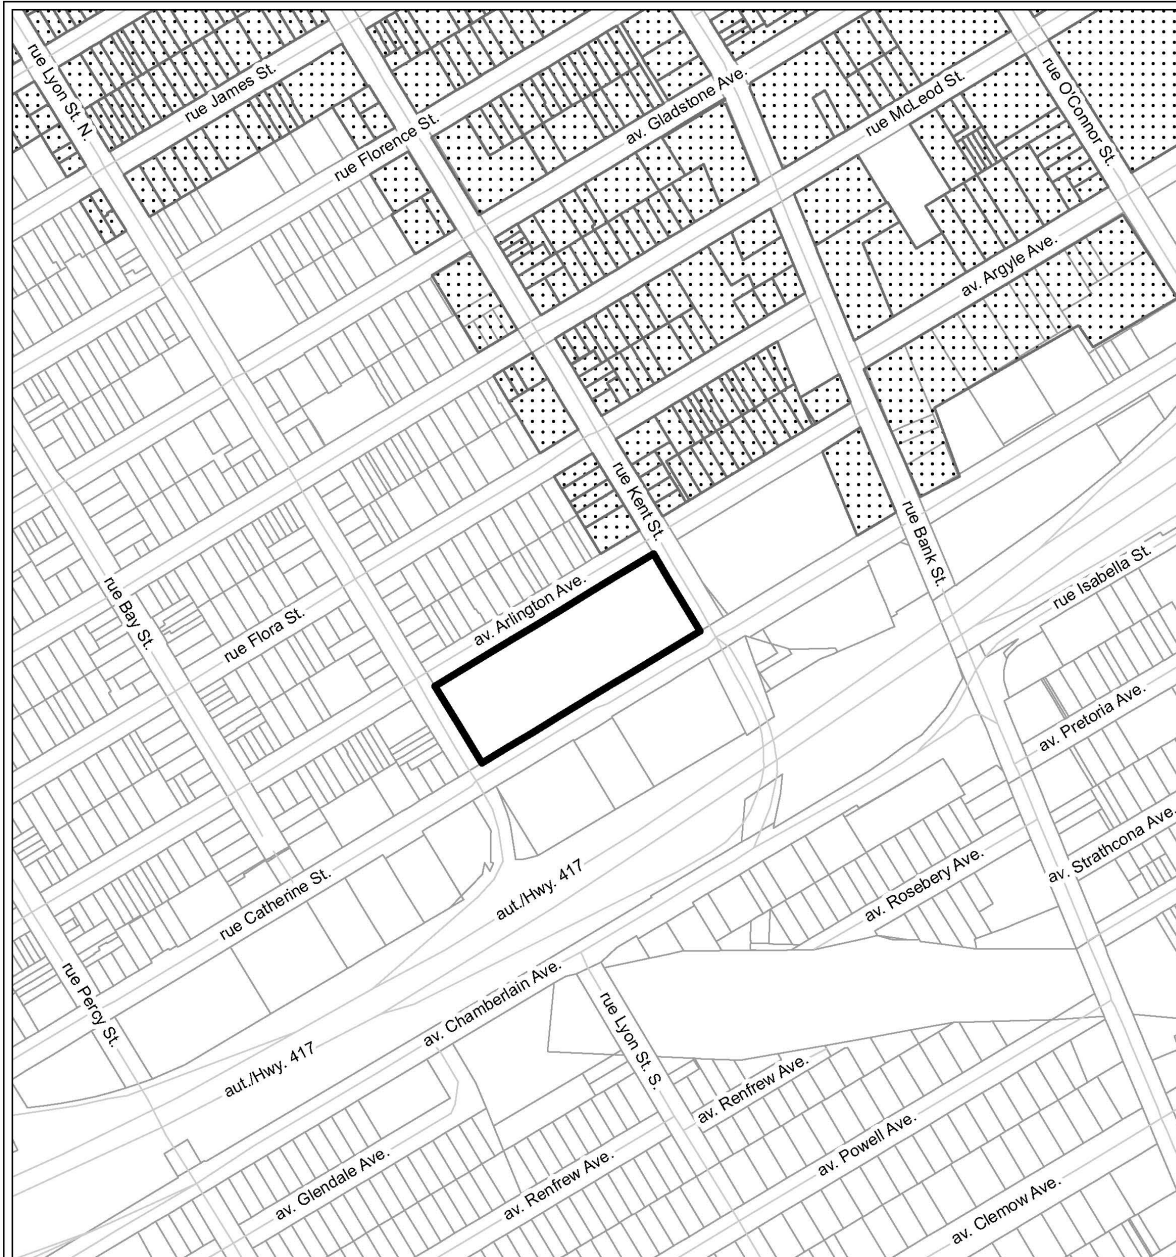 rue Lyon St. N.
rue James St.
rue Florence St.
av. Gladstone Ave.
rue McLeod St.
rue O'Connor St.
av. Argyle Ave.
rue Kent St.
rue Bank St.
rue Isabella St.
av. Arlington Ave.
rue Bay St.
rue Flora St.
av. Pretoria Ave.
av. Strathcona Ave.
av. Rosebery Ave.
rue Catherine St.
aut./Hwy. 417
rue Percy St.
av. Chamberlain Ave.
rue Lyon St. S.
aut./Hwy. 417
av. Renfrew Ave.
av. Powell Ave.
av. Glendale Ave.
av. Renfrew Ave.
av. Clemow Ave.